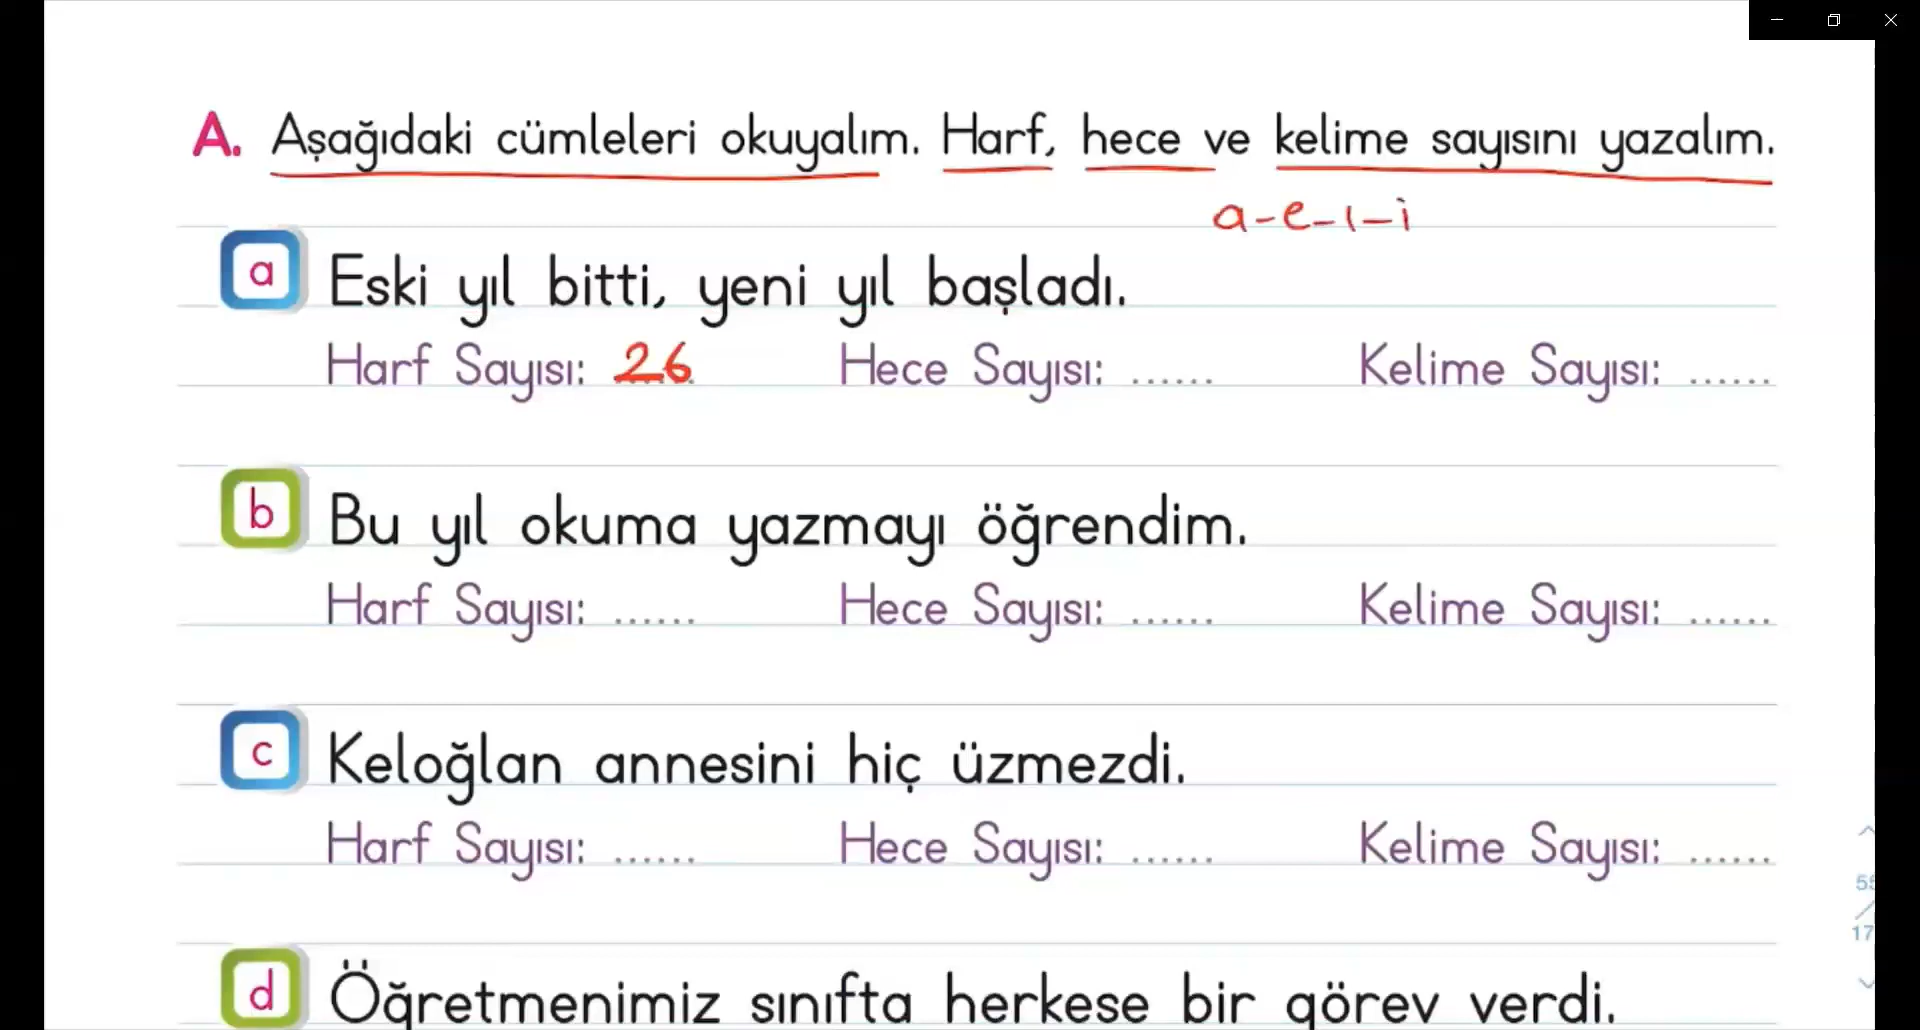 A. Aşağıdaki cümleleri okuyalım. Harf, hece ve kelime sayısını yazalım.
a-e-ı-i
a Eski yıl bitti, yeni yıl başladı.
Harf Sayısı: 26 Hece Sayısı: ...... Kelime Sayısı: ......
b Bu yıl okuma yazmayı öğrendim.
Harf Sayısı: ...... Hece Sayısı: ...... Kelime Sayısı: ......
c Keloğlan annesini hiç üzmezdi.
Harf Sayısı: ...... Hece Sayısı: ...... Kelime Sayısı: ......
55
17
d Öğretmenimiz sınıfta herkese bir görev verdi.